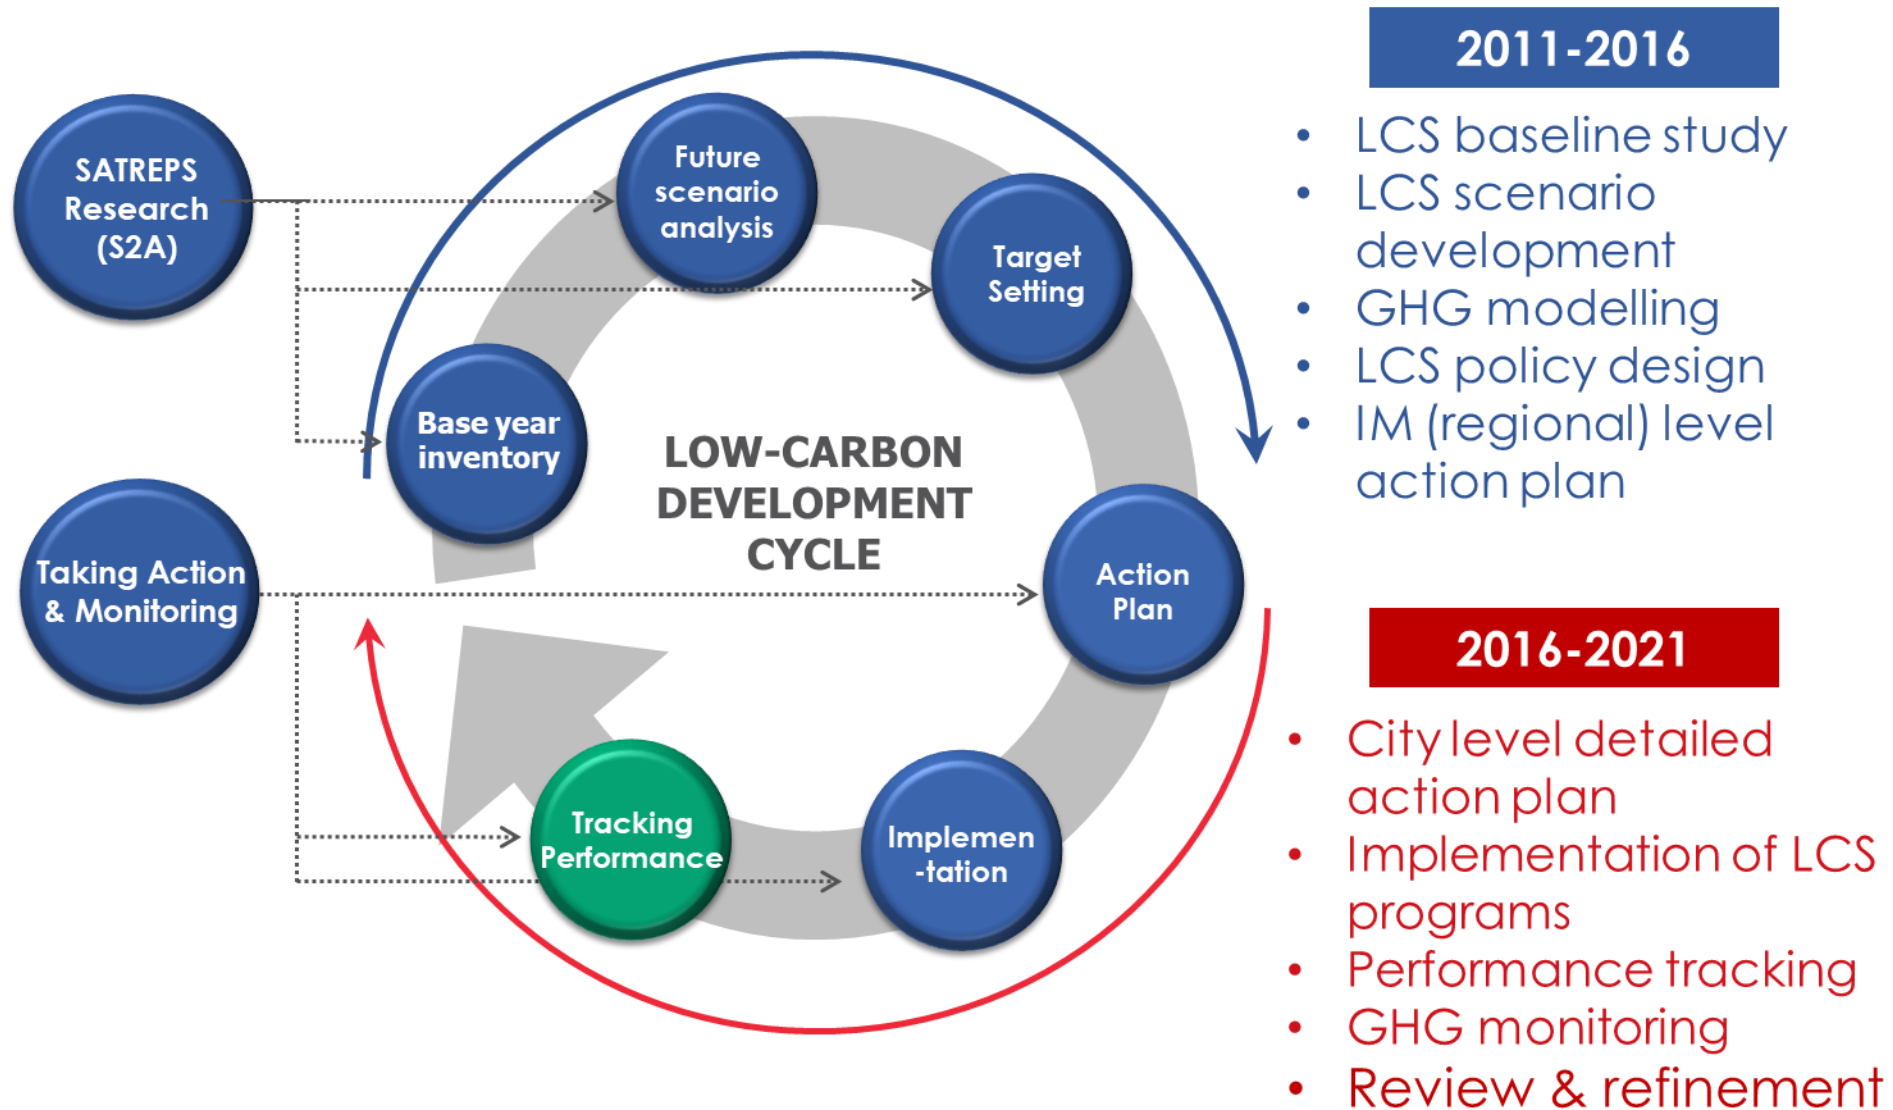 SATREPS
Research
(S2A)
Taking Action
& Monitoring
Future
scenario
analysis
Target
Setting
Base year
inventory
LOW-CARBON
DEVELOPMENT
CYCLE
Action
Plan
Tracking
Performance
Implemen
-tation
2011-2016
• LCS baseline study
• LCS scenario
development
• GHG modelling
• LCS policy design
• IM (regional) level
action plan
2016-2021
• City level detailed
action plan
• Implementation of LCS
programs
• Performance tracking
• GHG monitoring
• Review & refinement